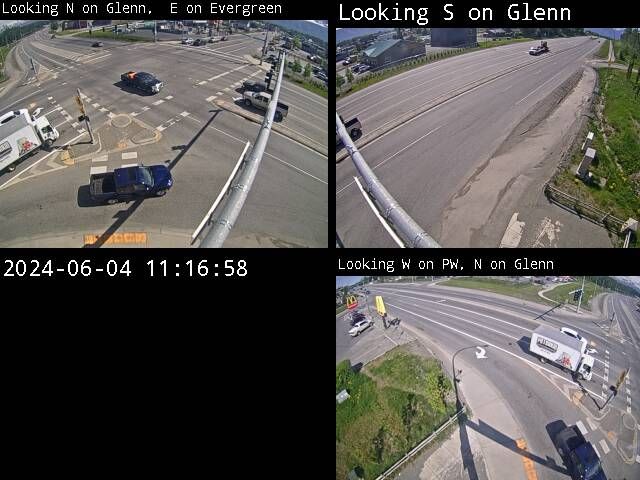 Looking N on Glenn, E on Evergreen
Looking S on Glenn
2024-06-04 11:16:58
Looking W on PW, N on Glenn